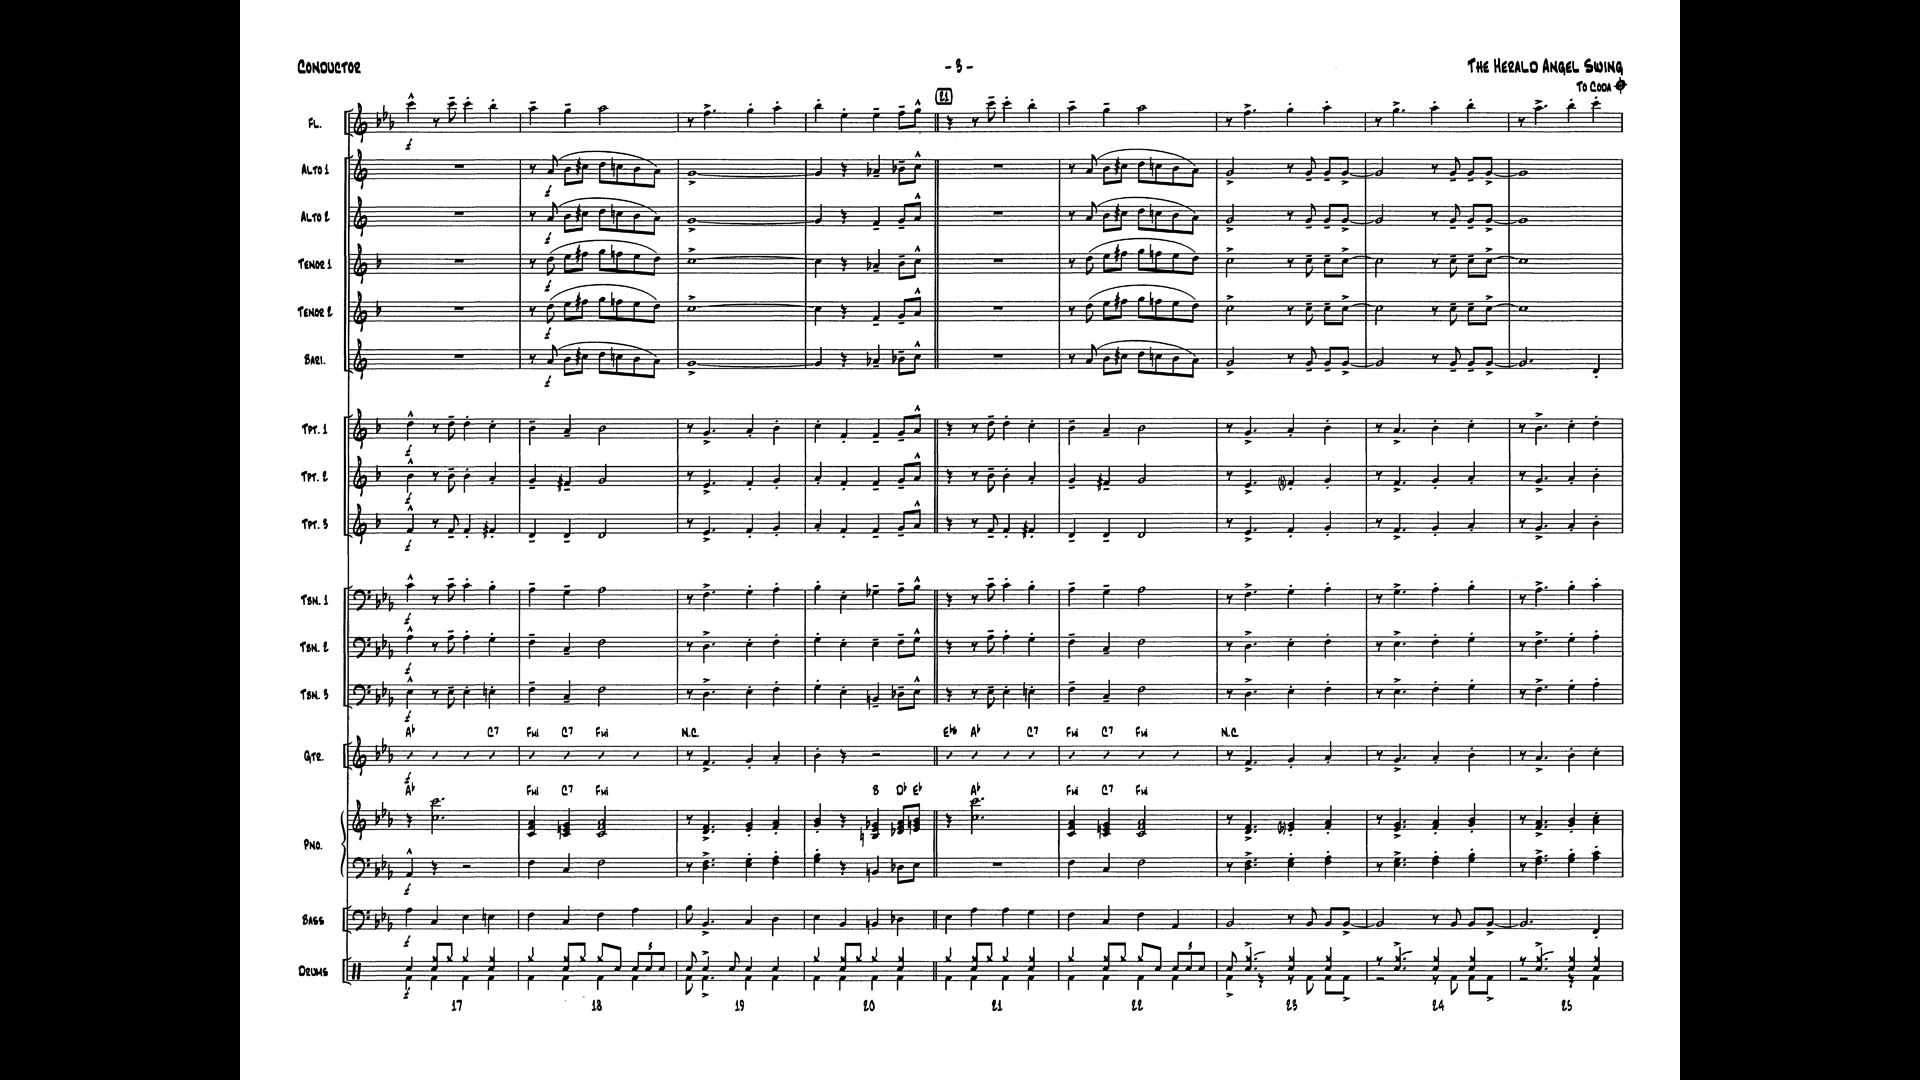 CONDUCTOR
- 3 -
THE HERALD ANGEL SWING
TO CODA
21
FL.
ALTO 1
ALTO 2
TENOR 1
TENOR 2
BARI.
TPT. 1
TPT. 2
TPT. 3
TBN. 1
TBN. 2
TBN. 3
A♭ C7 FMI C7 FMI N.C. E♭6 A♭ C7 FMI C7 FMI N.C.
GTR.
A♭ FMI C7 FMI B D♭ E♭ A♭ FMI C7 FMI
PNO.
BASS
3 3
DRUMS
17 18 19 20 21 22 23 24 25